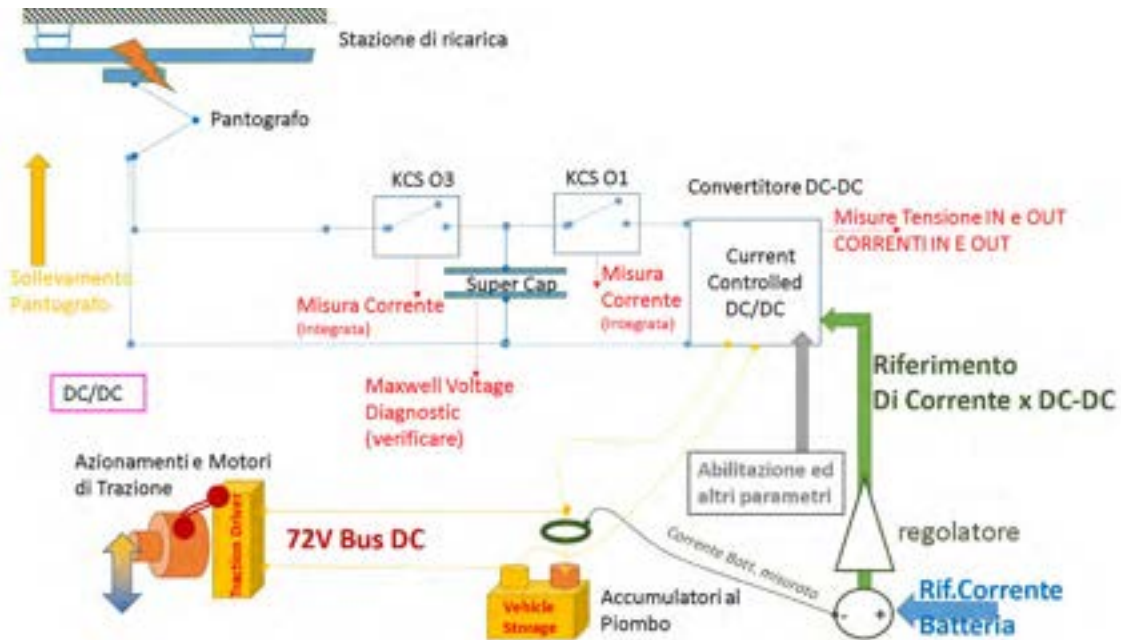 Stazione di ricarica
Pantografo
KCS O3
KCS O1
Convertitore DC-DC
Misure Tensione IN e OUT
CORRENTI IN E OUT
Sollevamento
Pantografo
Misura Corrente
(Integrata)
Super Cap
Misura
Corrente
(Integrata)
Current
Controlled
DC/DC
DC/DC
Maxwell Voltage
Diagnostic
(verificare)
Riferimento
Di Corrente x DC-DC
Azionamenti e Motori
di Trazione
Traction Driver
72V Bus DC
Abilitazione ed
altri parametri
Corrente Batt. misurata
regolatore
Vehicle
Storage
Accumulatori al
Piombo
- +
Rif.Corrente
Batteria